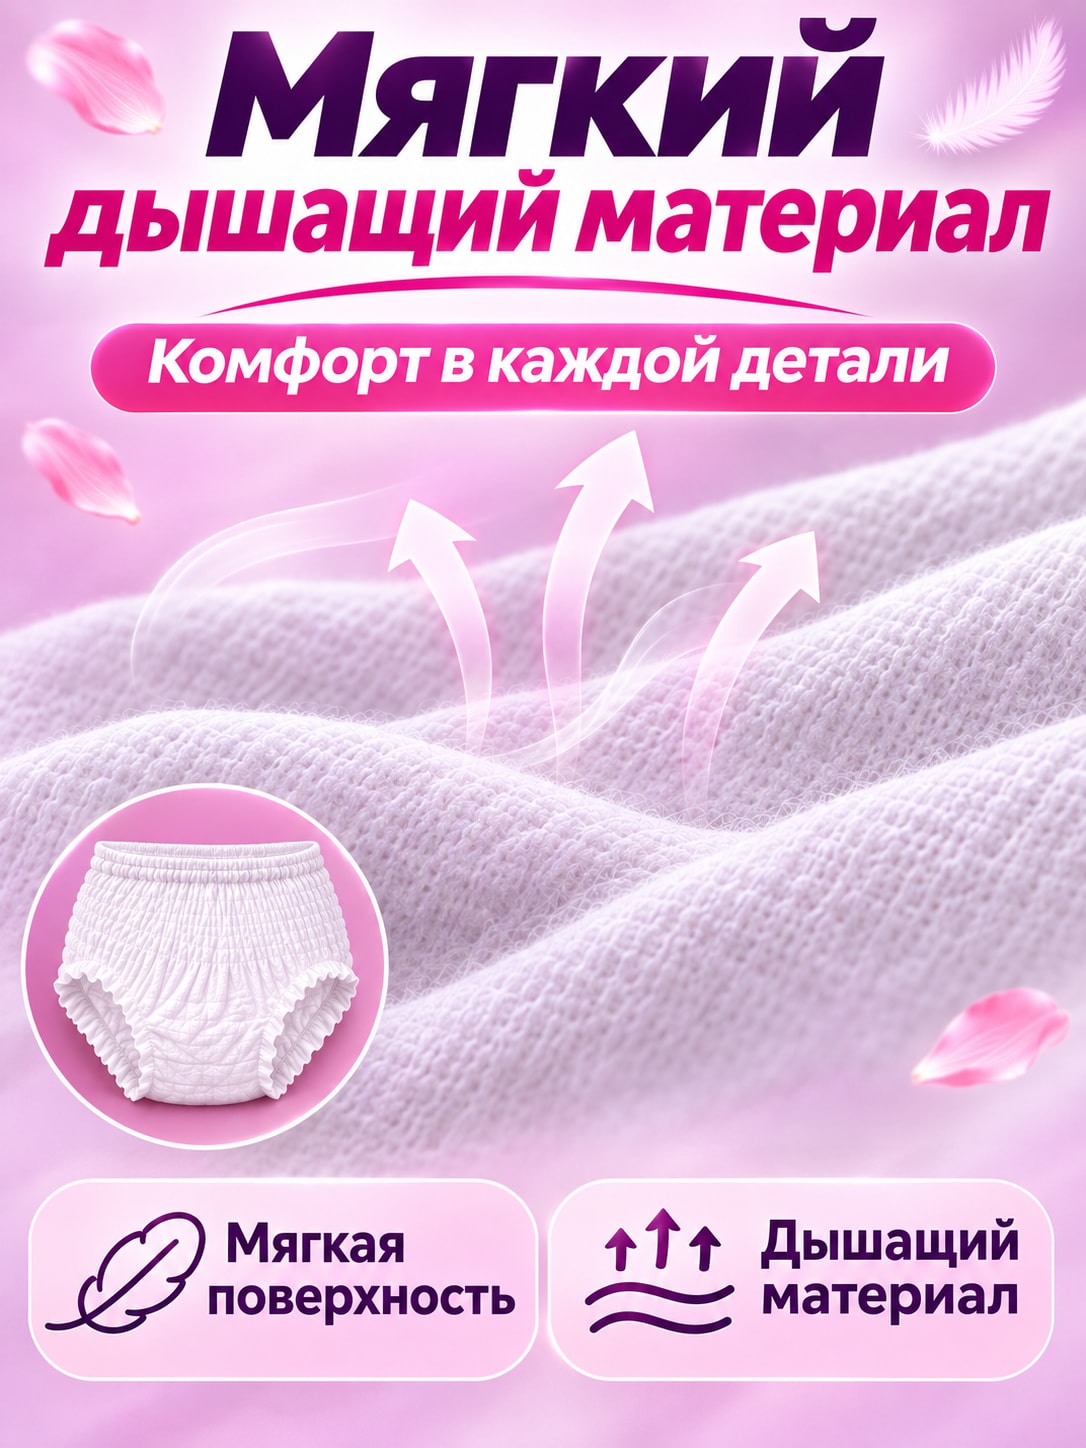 Мягкий
дышащий материал
Комфорт в каждой детали
Мягкая
поверхность
Дышащий
материал